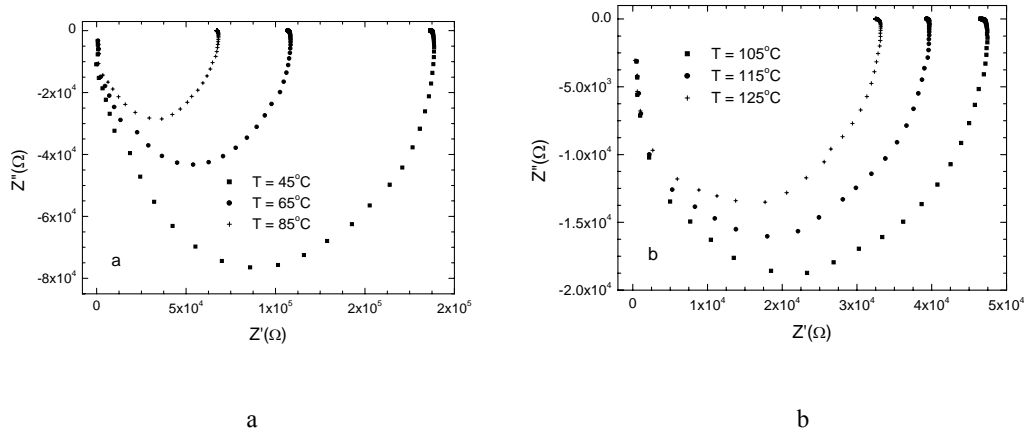 0
-2x10⁴
-4x10⁴
-6x10⁴
-8x10⁴
Z''(Ω)
T = 45°C
T = 65°C
T = 85°C
a
0
5x10⁴
1x10⁵
2x10⁵
2x10⁵
Z'(Ω)
0.0
-5.0x10³
-1.0x10⁴
-1.5x10⁴
-2.0x10⁴
Z''(Ω)
T = 105°C
T = 115°C
T = 125°C
b
0
1x10⁴
2x10⁴
3x10⁴
4x10⁴
5x10⁴
Z'(Ω)
a
b